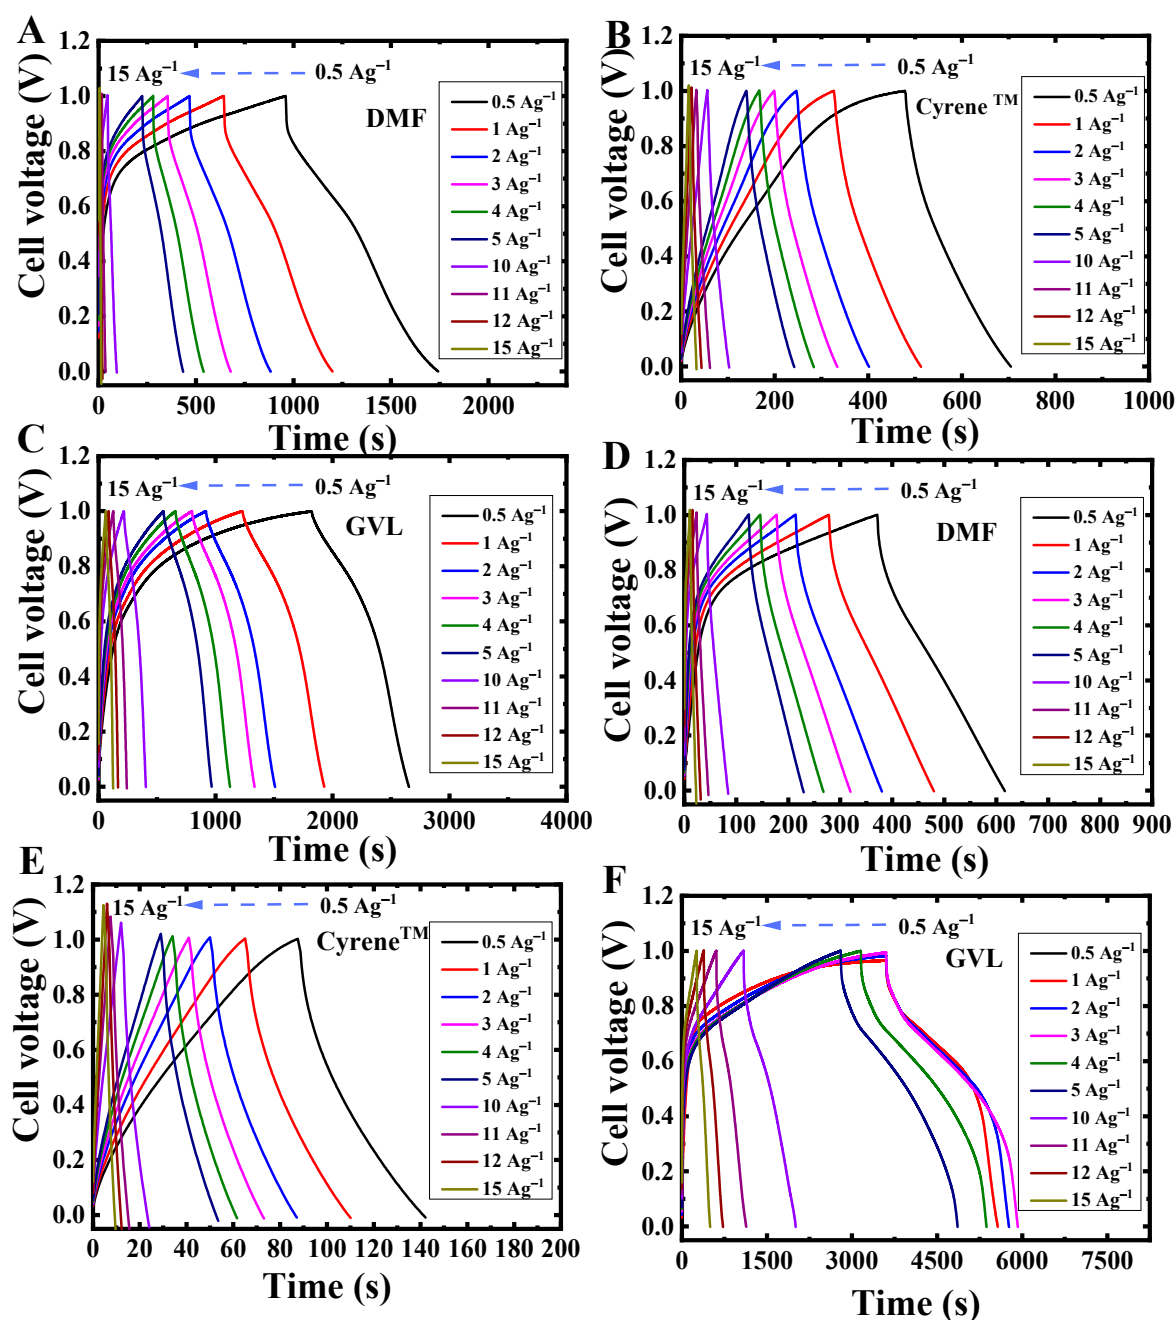 A
Cell voltage (V)
1.2
1.0
0.8
0.6
0.4
0.2
0.0
15 Ag⁻¹
0.5 Ag⁻¹
DMF
0.5 Ag⁻¹
1 Ag⁻¹
2 Ag⁻¹
3 Ag⁻¹
4 Ag⁻¹
5 Ag⁻¹
10 Ag⁻¹
11 Ag⁻¹
12 Ag⁻¹
15 Ag⁻¹
0 500 1000 1500 2000
Time (s)
B
Cell voltage (V)
1.2
1.0
0.8
0.6
0.4
0.2
0.0
15 Ag⁻¹
0.5 Ag⁻¹
Cyrene ™
0.5 Ag⁻¹
1 Ag⁻¹
2 Ag⁻¹
3 Ag⁻¹
4 Ag⁻¹
5 Ag⁻¹
10 Ag⁻¹
11 Ag⁻¹
12 Ag⁻¹
15 Ag⁻¹
0 200 400 600 800 1000
Time (s)
C
Cell voltage (V)
1.2
1.0
0.8
0.6
0.4
0.2
0.0
15 Ag⁻¹
0.5 Ag⁻¹
GVL
0.5 Ag⁻¹
1 Ag⁻¹
2 Ag⁻¹
3 Ag⁻¹
4 Ag⁻¹
5 Ag⁻¹
10 Ag⁻¹
11 Ag⁻¹
12 Ag⁻¹
15 Ag⁻¹
0 1000 2000 3000 4000
Time (s)
D
Cell voltage (V)
1.2
1.0
0.8
0.6
0.4
0.2
0.0
15 Ag⁻¹
0.5 Ag⁻¹
DMF
0.5 Ag⁻¹
1 Ag⁻¹
2 Ag⁻¹
3 Ag⁻¹
4 Ag⁻¹
5 Ag⁻¹
10 Ag⁻¹
11 Ag⁻¹
12 Ag⁻¹
15 Ag⁻¹
0 100 200 300 400 500 600 700 800 900
Time (s)
E
Cell voltage (V)
1.2
1.0
0.8
0.6
0.4
0.2
0.0
15 Ag⁻¹
0.5 Ag⁻¹
Cyrene™
0.5 Ag⁻¹
1 Ag⁻¹
2 Ag⁻¹
3 Ag⁻¹
4 Ag⁻¹
5 Ag⁻¹
10 Ag⁻¹
11 Ag⁻¹
12 Ag⁻¹
15 Ag⁻¹
0 20 40 60 80 100 120 140 160 180 200
Time (s)
F
Cell voltage (V)
1.2
1.0
0.8
0.6
0.4
0.2
0.0
15 Ag⁻¹
0.5 Ag⁻¹
GVL
0.5 Ag⁻¹
1 Ag⁻¹
2 Ag⁻¹
3 Ag⁻¹
4 Ag⁻¹
5 Ag⁻¹
10 Ag⁻¹
11 Ag⁻¹
12 Ag⁻¹
15 Ag⁻¹
0 1500 3000 4500 6000 7500
Time (s)